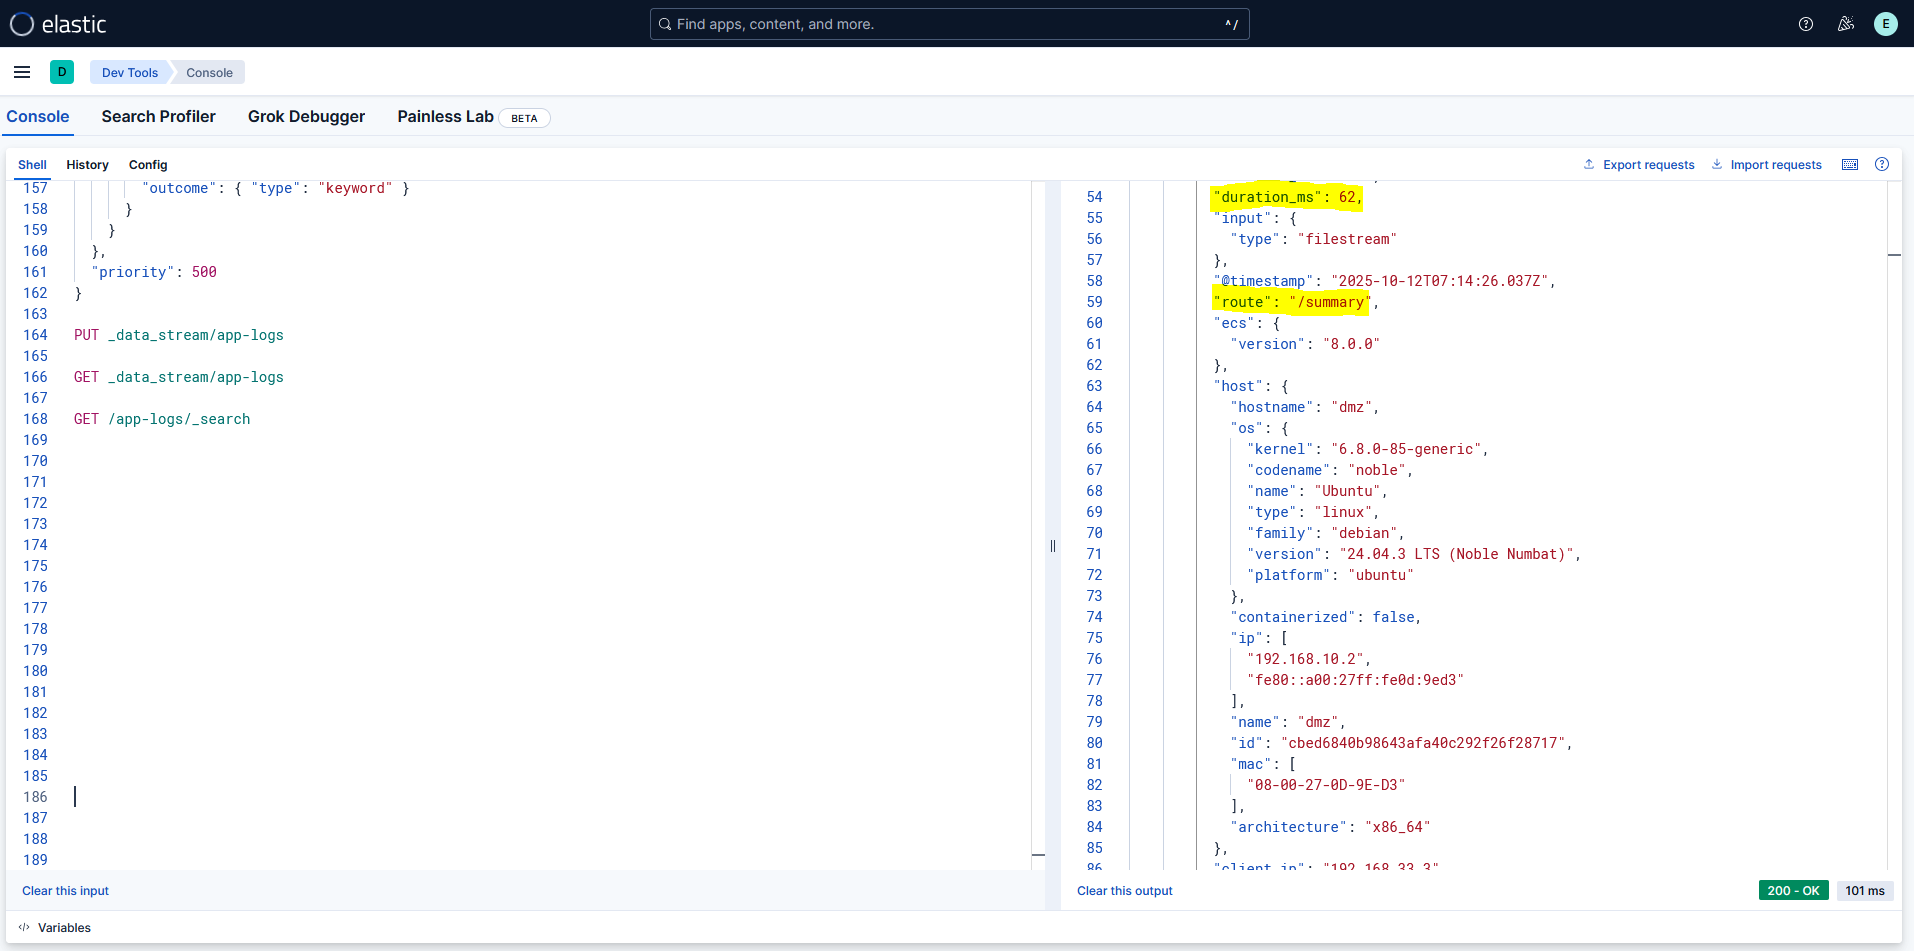 elastic
Find apps, content, and more.
^ /
E
D
Dev Tools
Console
Console
Search Profiler
Grok Debugger
Painless Lab
BETA
Shell
History
Config
Export requests
Import requests
157 "outcome": { "type": "keyword" }
158 }
159 }
160 },
161 "priority": 500
162 }
163
164 PUT _data_stream/app-logs
165
166 GET _data_stream/app-logs
167
168 GET /app-logs/_search
169
170
171
172
173
174
175
176
177
178
179
180
181
182
183
184
185
186
187
188
189
54 "duration_ms": 62,
55 "input": {
56 "type": "filestream"
57 },
58 "@timestamp": "2025-10-12T07:14:26.037Z",
59 "route": "/summary",
60 "ecs": {
61 "version": "8.0.0"
62 },
63 "host": {
64 "hostname": "dmz",
65 "os": {
66 "kernel": "6.8.0-85-generic",
67 "codename": "noble",
68 "name": "Ubuntu",
69 "type": "linux",
70 "family": "debian",
71 "version": "24.04.3 LTS (Noble Numbat)",
72 "platform": "ubuntu"
73 },
74 "containerized": false,
75 "ip": [
76 "192.168.10.2",
77 "fe80::a00:27ff:fe0d:9ed3"
78 ],
79 "name": "dmz",
80 "id": "cbed6840b98643afa40c292f26f28717",
81 "mac": [
82 "08-00-27-0D-9E-D3"
83 ],
84 "architecture": "x86_64"
85 },
86 "client_ip": "192.168.33.3"
Clear this input
Clear this output
200 - OK
101 ms
Variables